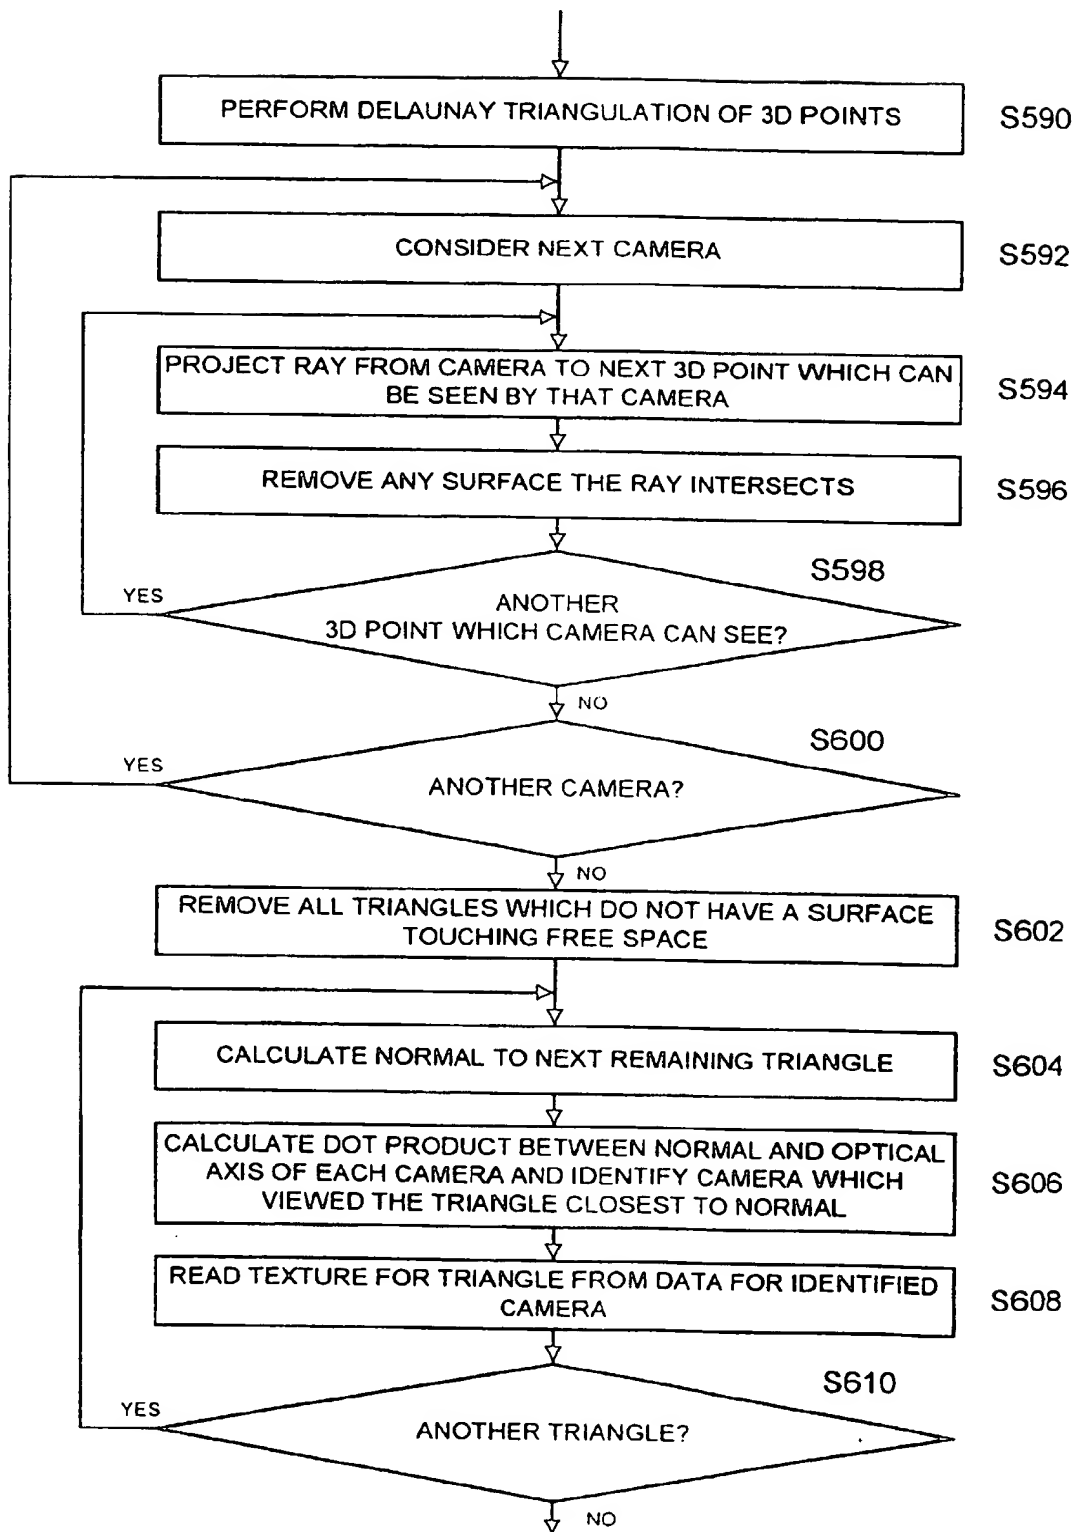 PERFORM DELAUNAY TRIANGULATION OF 3D POINTS
S590
CONSIDER NEXT CAMERA
S592
PROJECT RAY FROM CAMERA TO NEXT 3D POINT WHICH CAN
BE SEEN BY THAT CAMERA
S594
REMOVE ANY SURFACE THE RAY INTERSECTS
S596
S598
YES
ANOTHER
3D POINT WHICH CAMERA CAN SEE?
NO
S600
YES
ANOTHER CAMERA?
NO
REMOVE ALL TRIANGLES WHICH DO NOT HAVE A SURFACE
TOUCHING FREE SPACE
S602
CALCULATE NORMAL TO NEXT REMAINING TRIANGLE
S604
CALCULATE DOT PRODUCT BETWEEN NORMAL AND OPTICAL
AXIS OF EACH CAMERA AND IDENTIFY CAMERA WHICH
VIEWED THE TRIANGLE CLOSEST TO NORMAL
S606
READ TEXTURE FOR TRIANGLE FROM DATA FOR IDENTIFIED
CAMERA
S608
S610
YES
ANOTHER TRIANGLE?
NO